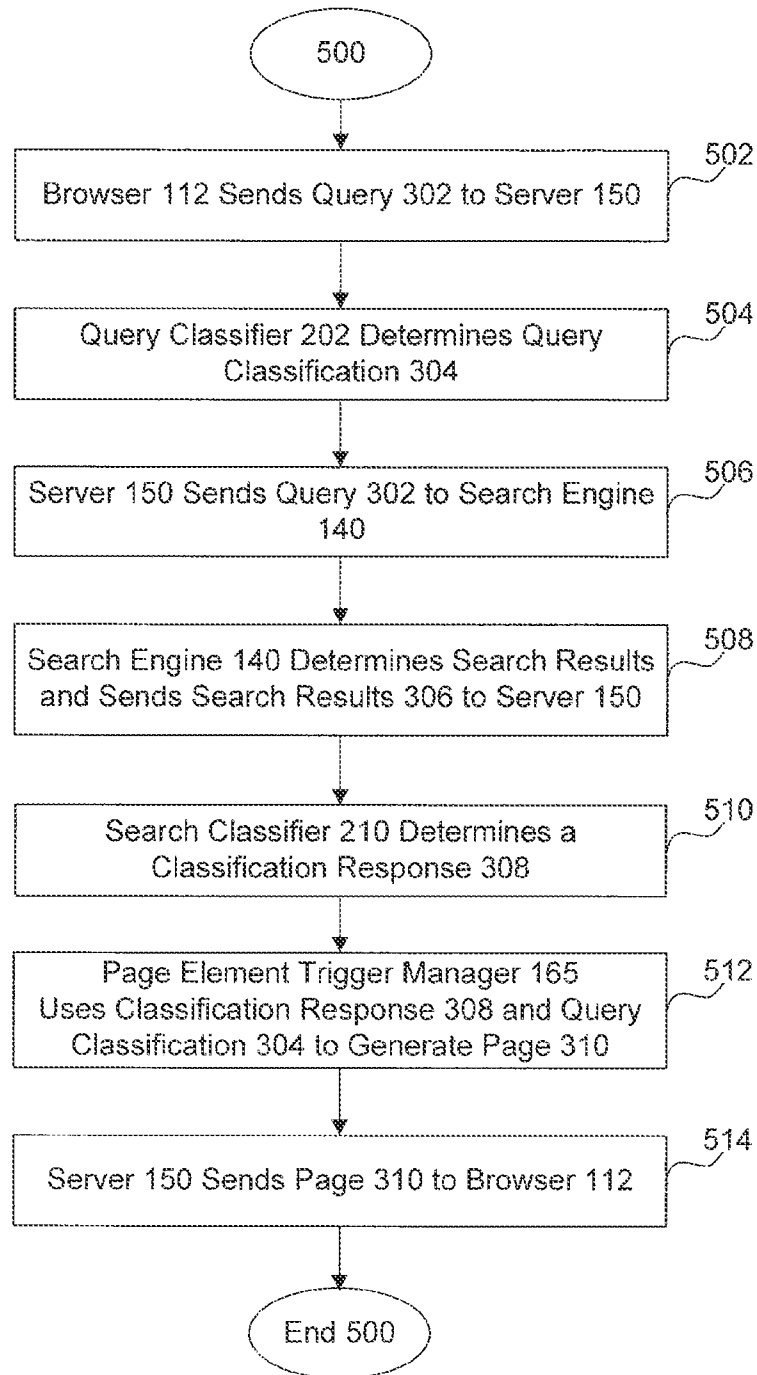 500
502
Browser 112 Sends Query 302 to Server 150
504
Query Classifier 202 Determines Query
Classification 304
506
Server 150 Sends Query 302 to Search Engine
140
508
Search Engine 140 Determines Search Results
and Sends Search Results 306 to Server 150
510
Search Classifier 210 Determines a
Classification Response 308
512
Page Element Trigger Manager 165
Uses Classification Response 308 and Query
Classification 304 to Generate Page 310
514
Server 150 Sends Page 310 to Browser 112
End 500